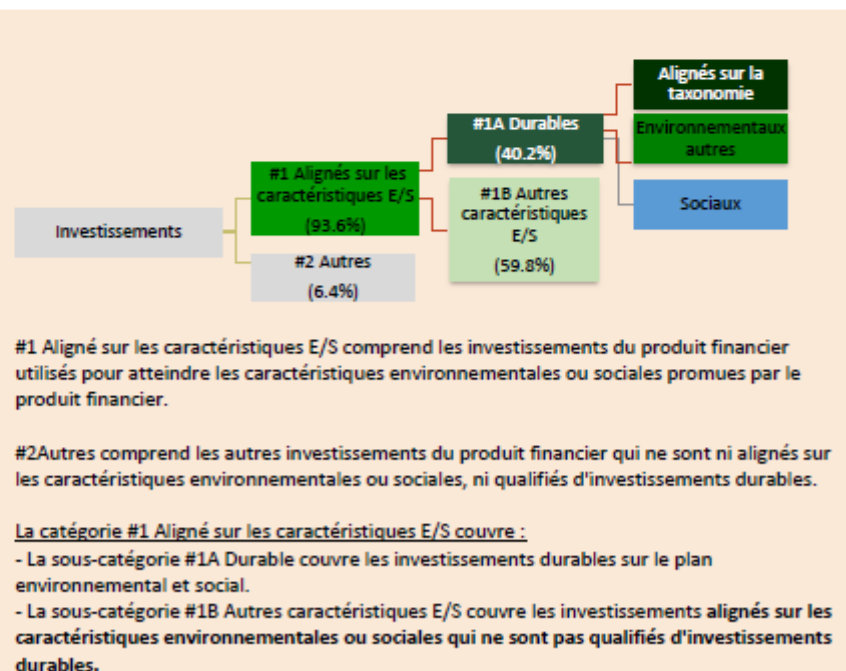 Alignés sur la
taxonomie
#1A Durables
(40.2%)
Environnementaux
autres
#1 Alignés sur les
caractéristiques E/S
(93.6%)
#1B Autres
caractéristiques
E/S
(59.8%)
Sociaux
Investissements
#2 Autres
(6.4%)
#1 Aligné sur les caractéristiques E/S comprend les investissements du produit financier
utilisés pour atteindre les caractéristiques environnementales ou sociales promues par le
produit financier.
#2Autres comprend les autres investissements du produit financier qui ne sont ni alignés sur
les caractéristiques environnementales ou sociales, ni qualifiés d'investissements durables.
La catégorie #1 Aligné sur les caractéristiques E/S couvre :
- La sous-catégorie #1A Durable couvre les investissements durables sur le plan
environnemental et social.
- La sous-catégorie #1B Autres caractéristiques E/S couvre les investissements alignés sur les
caractéristiques environnementales ou sociales qui ne sont pas qualifiés d'investissements
durables.